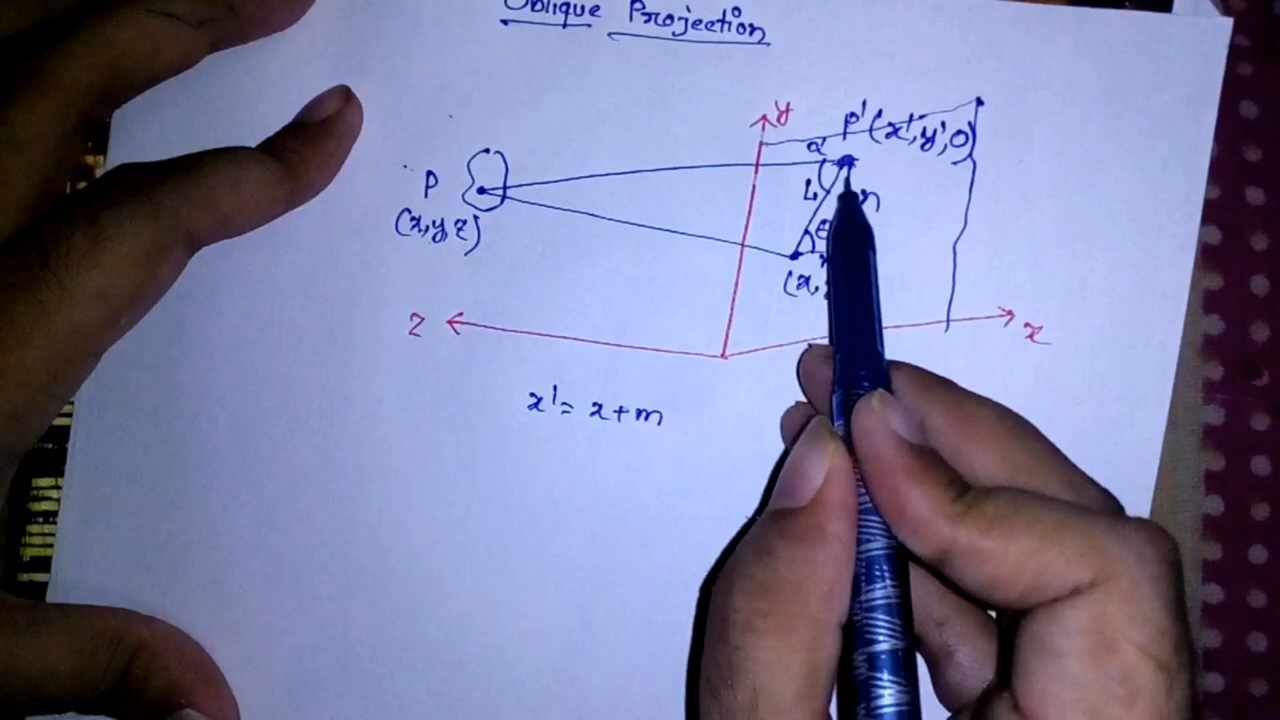 Oblique Projection
y
P'(x', y', 0)
α
P
L
n
(x,y,z)
θ
(x,
z
x
x' = x+m